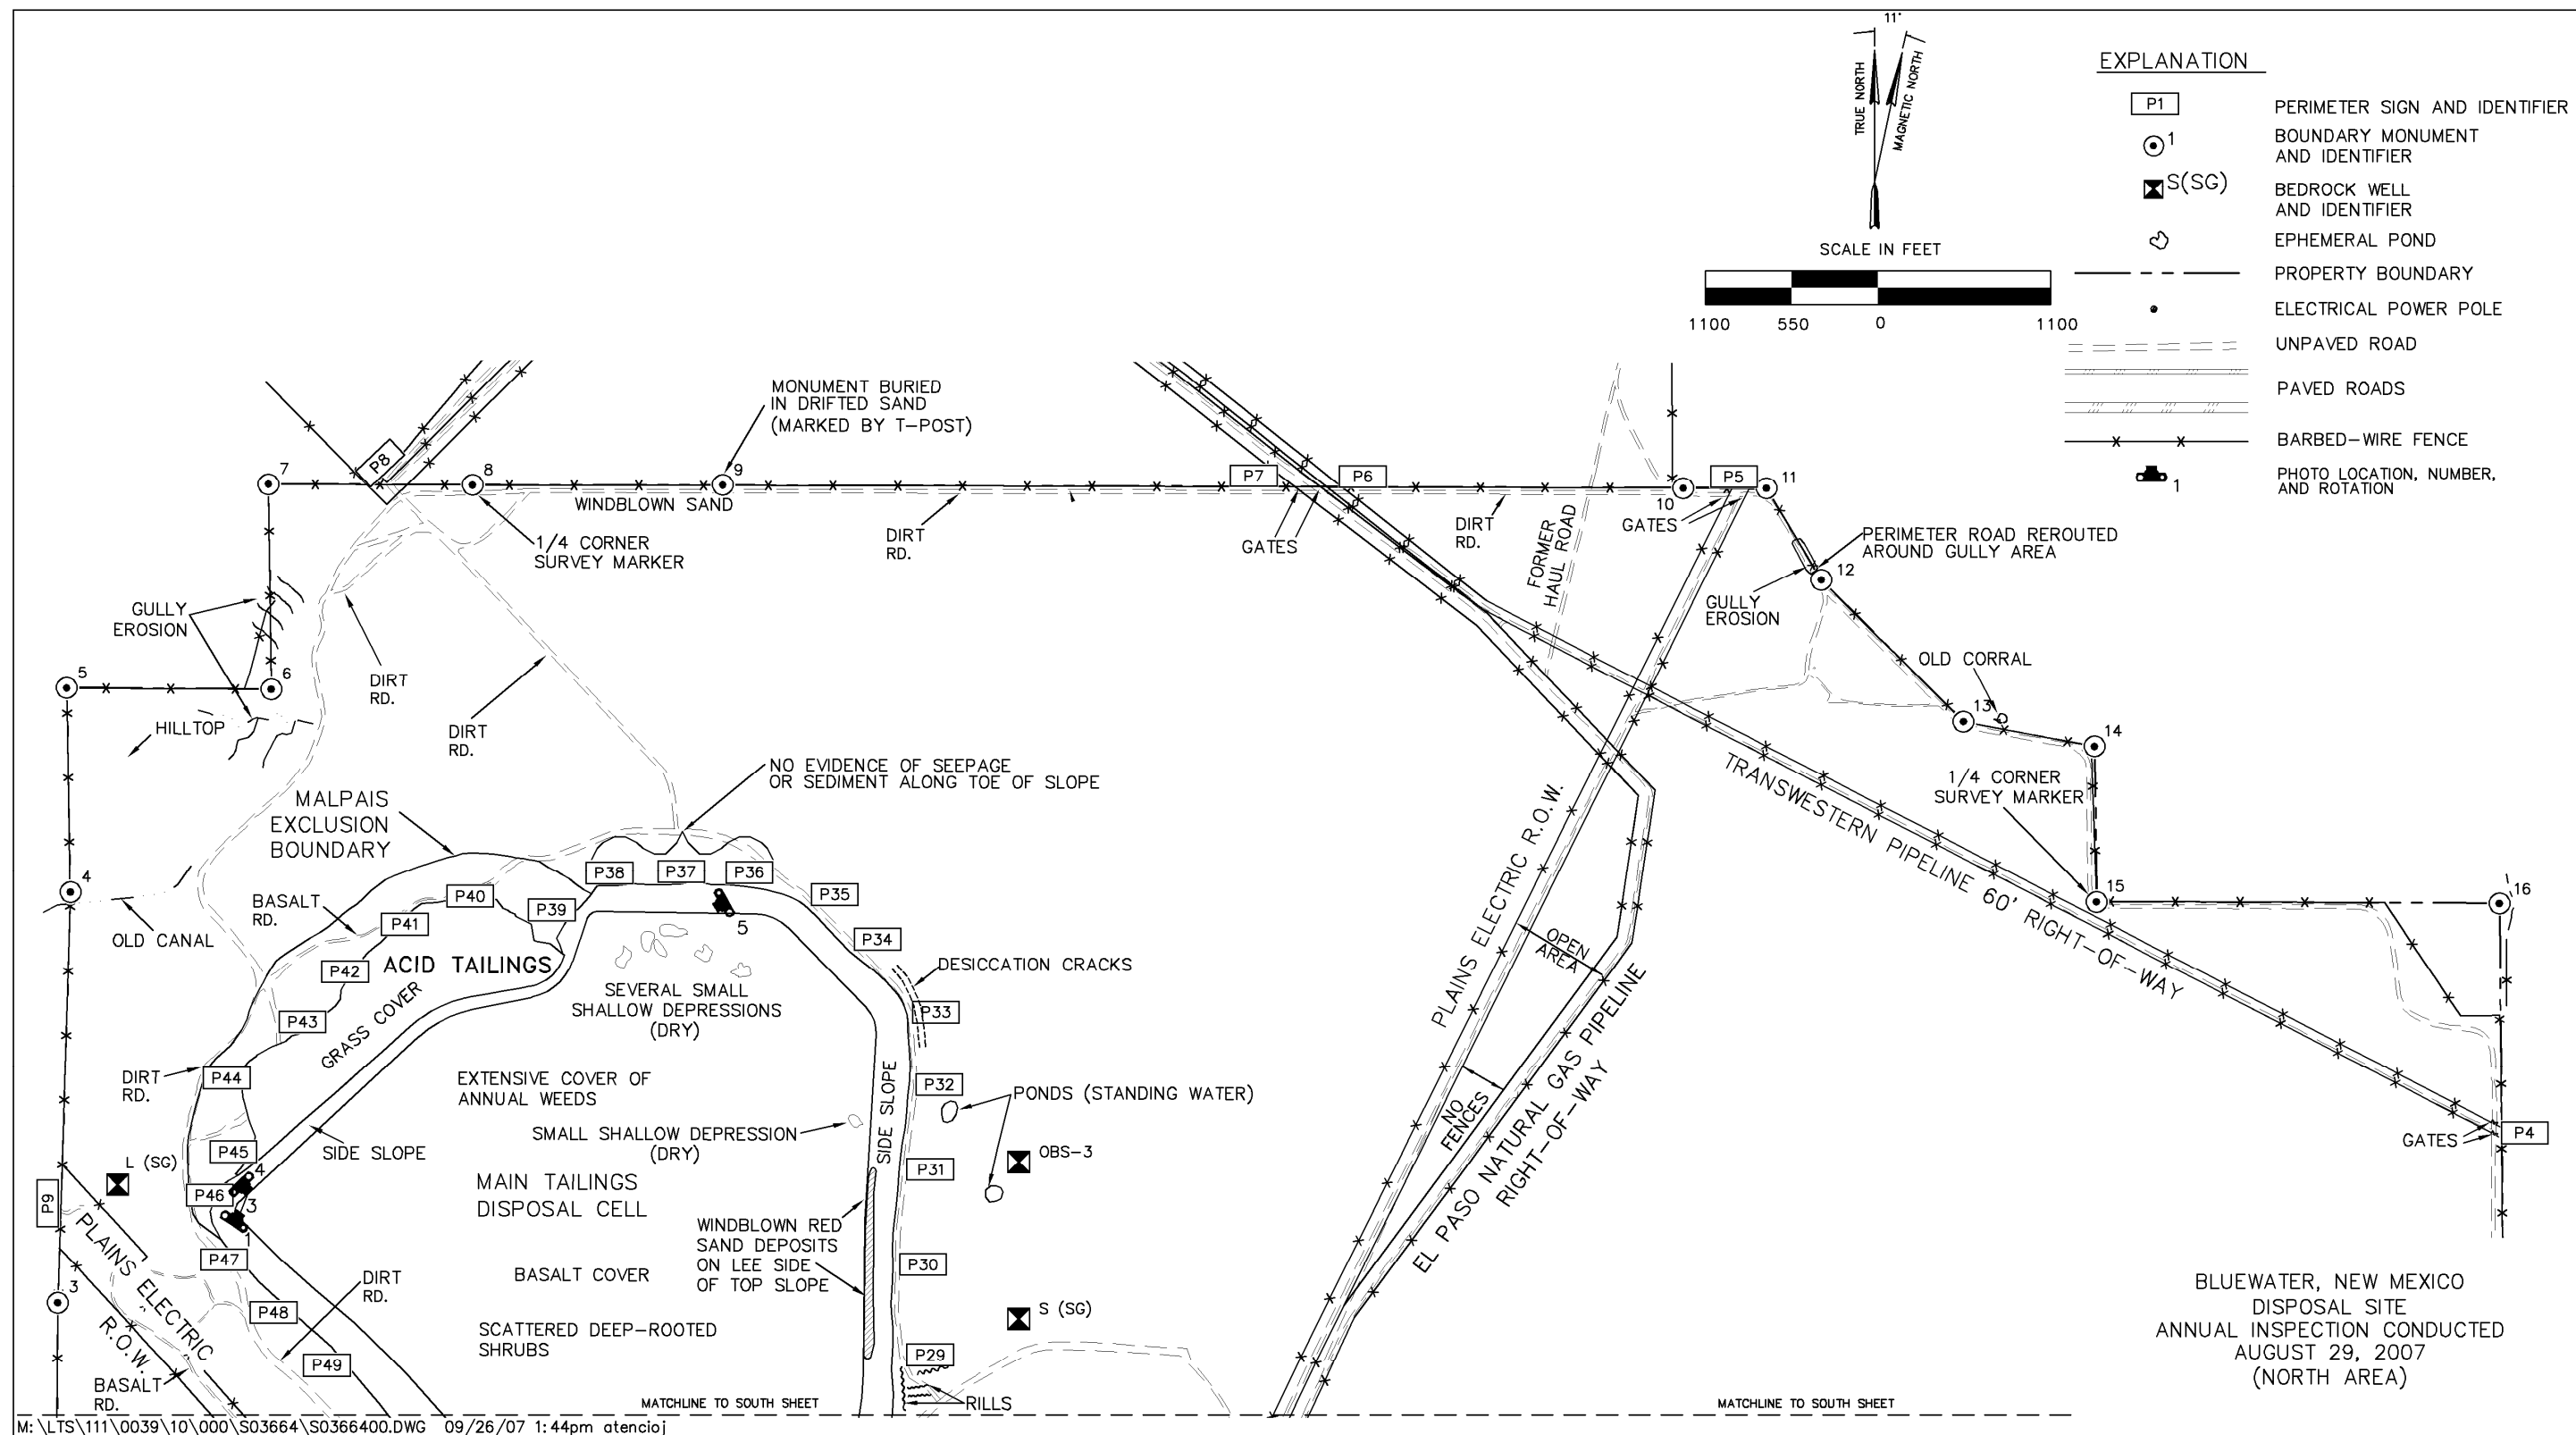 11°
TRUE NORTH
MAGNETIC NORTH
SCALE IN FEET
1100 550 0 1100
EXPLANATION
P1
PERIMETER SIGN AND IDENTIFIER
1
BOUNDARY MONUMENT
AND IDENTIFIER
S(SG)
BEDROCK WELL
AND IDENTIFIER
EPHEMERAL POND
PROPERTY BOUNDARY
ELECTRICAL POWER POLE
UNPAVED ROAD
PAVED ROADS
BARBED-WIRE FENCE
1
PHOTO LOCATION, NUMBER,
AND ROTATION
MONUMENT BURIED
IN DRIFTED SAND
(MARKED BY T-POST)
7
P8
8
9
P7
P6
10
P5
11
WINDBLOWN SAND
1/4 CORNER
SURVEY MARKER
DIRT
RD.
GATES
DIRT
RD.
FORMER
HAUL ROAD
GATES
PERIMETER ROAD REROUTED
AROUND GULLY AREA
12
GULLY
EROSION
GULLY
EROSION
5
6
DIRT
RD.
HILLTOP
DIRT
RD.
OLD CORRAL
13
14
NO EVIDENCE OF SEEPAGE
OR SEDIMENT ALONG TOE OF SLOPE
MALPAIS
EXCLUSION
BOUNDARY
1/4 CORNER
SURVEY MARKER
TRANSWESTERN PIPELINE 60' RIGHT-OF-WAY
PLAINS ELECTRIC R.O.W.
4
P38
P37
P36
P35
P40
P39
P41
5
15
16
BASALT
RD.
OLD CANAL
P34
P42
ACID TAILINGS
DESICCATION CRACKS
OPEN
AREA
SEVERAL SMALL
SHALLOW DEPRESSIONS
(DRY)
P43
GRASS COVER
P33
EL PASO NATURAL GAS PIPELINE
RIGHT-OF-WAY
DIRT
RD.
P44
EXTENSIVE COVER OF
ANNUAL WEEDS
SIDE SLOPE
P32
PONDS (STANDING WATER)
NO
FENCES
SMALL SHALLOW DEPRESSION
(DRY)
P45
SIDE SLOPE
OBS-3
GATES
P4
L (SG)
4
P31
P9
P46
3
MAIN TAILINGS
DISPOSAL CELL
PLAINS ELECTRIC
R.O.W.
1
P47
WINDBLOWN RED
SAND DEPOSITS
ON LEE SIDE
OF TOP SLOPE
P30
BASALT COVER
DIRT
RD.
3
P48
S (SG)
SCATTERED DEEP-ROOTED
SHRUBS
P49
P29
BASALT
RD.
RILLS
BLUEWATER, NEW MEXICO
DISPOSAL SITE
ANNUAL INSPECTION CONDUCTED
AUGUST 29, 2007
(NORTH AREA)
MATCHLINE TO SOUTH SHEET
MATCHLINE TO SOUTH SHEET
M: \LTS\111\0039\10\000\S03664\S0366400.DWG 09/26/07 1:44pm atencioj